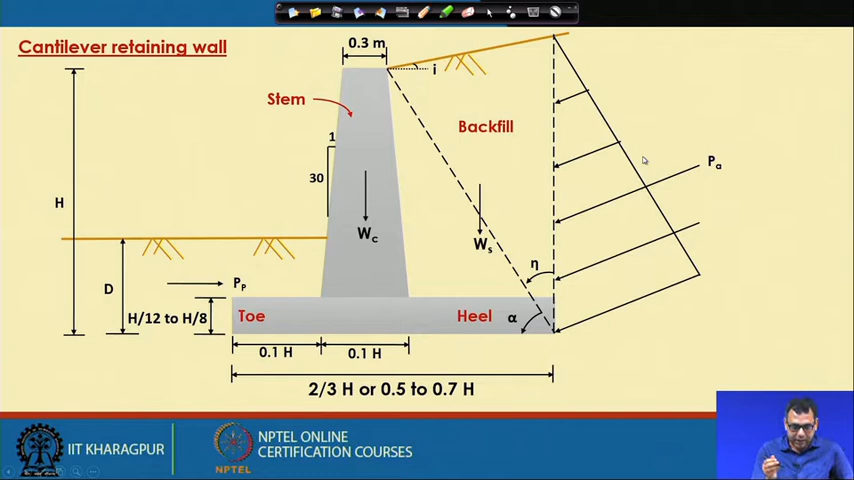 Cantilever retaining wall
0.3 m
i
Stem
Backfill
1
30
Pa
H
Wc
Ws
η
D
PP
H/12 to H/8
Toe
Heel
α
0.1 H
0.1 H
2/3 H or 0.5 to 0.7 H
IIT KHARAGPUR
NPTEL
NPTEL ONLINE
CERTIFICATION COURSES